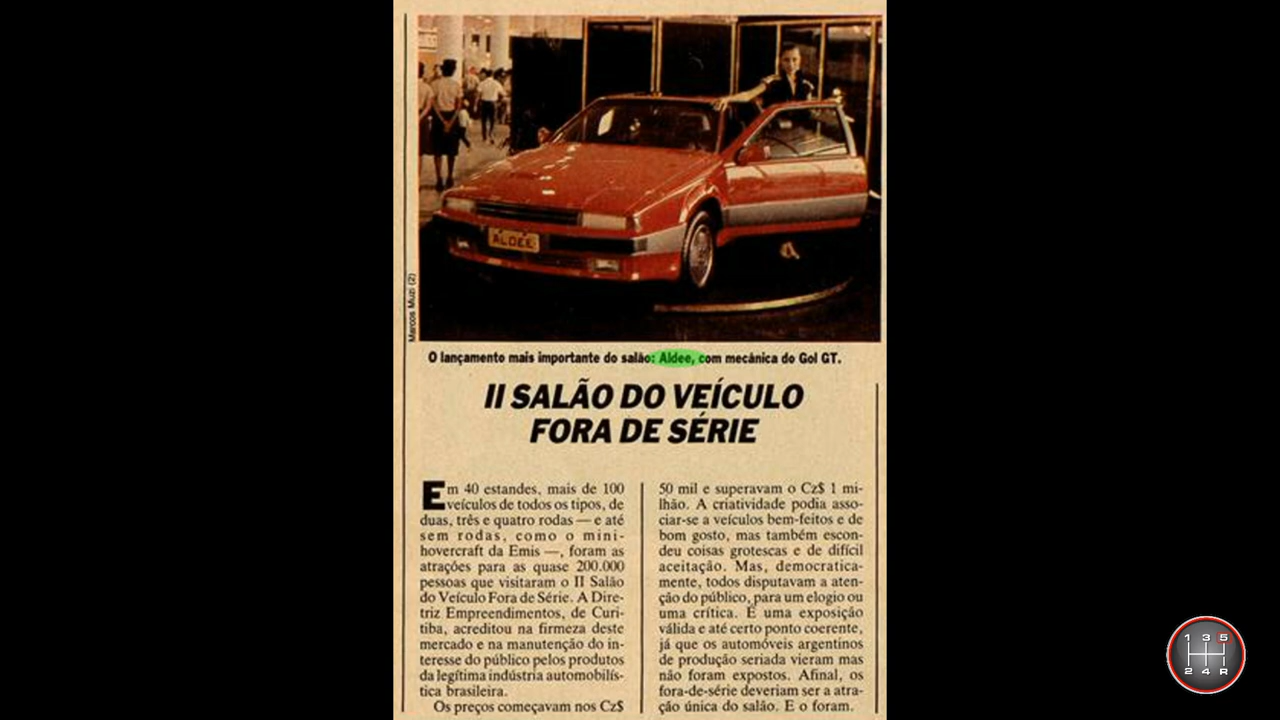 ALDEE
Marcos Muzi (2)
O lançamento mais importante do salão: Aldee, com mecânica do Gol GT.
II SALÃO DO VEÍCULO
FORA DE SÉRIE
Em 40 estandes, mais de 100
veículos de todos os tipos, de
duas, três e quatro rodas — e até
sem rodas, como o mini-
hovercraft da Emis —, foram as
atrações para as quase 200.000
pessoas que visitaram o II Salão
do Veículo Fora de Série. A Dire-
triz Empreendimentos, de Curi-
tiba, acreditou na firmeza deste
mercado e na manutenção do in-
teresse do público pelos produtos
da legítima indústria automobilís-
tica brasileira.
Os preços começavam nos Cz$
50 mil e superavam o Cz$ 1 mi-
lhão. A criatividade podia asso-
ciar-se a veículos bem-feitos e de
bom gosto, mas também escon-
deu coisas grotescas e de difícil
aceitação. Mas, democratica-
mente, todos disputavam a aten-
ção do público, para um elogio ou
uma crítica. É uma exposição
válida e até certo ponto coerente,
já que os automóveis argentinos
de produção seriada vieram mas
não foram expostos. Afinal, os
fora-de-série deveriam ser a atra-
ção única do salão. E o foram.
1 3 5
2 4 R